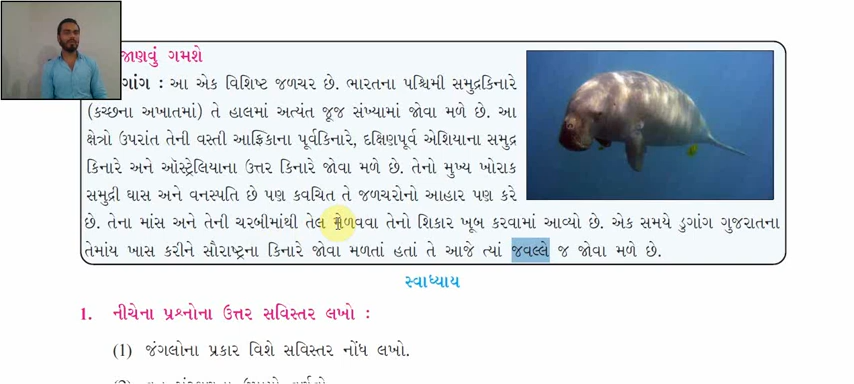 જાણવું ગમશે
ગાંગ : આ એક વિશિષ્ટ જળચર છે. ભારતના પશ્ચિમી સમુદ્રકિનારે
(કચ્છના અખાતમાં) તે હાલમાં અત્યંત જૂજ સંખ્યામાં જોવા મળે છે. આ
ક્ષેત્રો ઉપરાંત તેની વસ્તી આફ્રિકાના પૂર્વકિનારે, દક્ષિણપૂર્વ એશિયાના સમુદ્ર
કિનારે અને ઑસ્ટ્રેલિયાના ઉત્તર કિનારે જોવા મળે છે. તેનો મુખ્ય ખોરાક
સમુદ્રી ઘાસ અને વનસ્પતિ છે પણ કવચિત તે જળચરોનો આહાર પણ કરે
છે. તેના માંસ અને તેની ચરબીમાંથી તેલ મેળવવા તેનો શિકાર ખૂબ કરવામાં આવ્યો છે. એક સમયે ડુગાંગ ગુજરાતના
તેમાંય ખાસ કરીને સૌરાષ્ટ્રના કિનારે જોવા મળતાં હતાં તે આજે ત્યાં જવલ્લે જ જોવા મળે છે.
સ્વાધ્યાય
1. નીચેના પ્રશ્નોના ઉત્તર સવિસ્તર લખો :
(1) જંગલોના પ્રકાર વિશે સવિસ્તર નોંધ લખો.